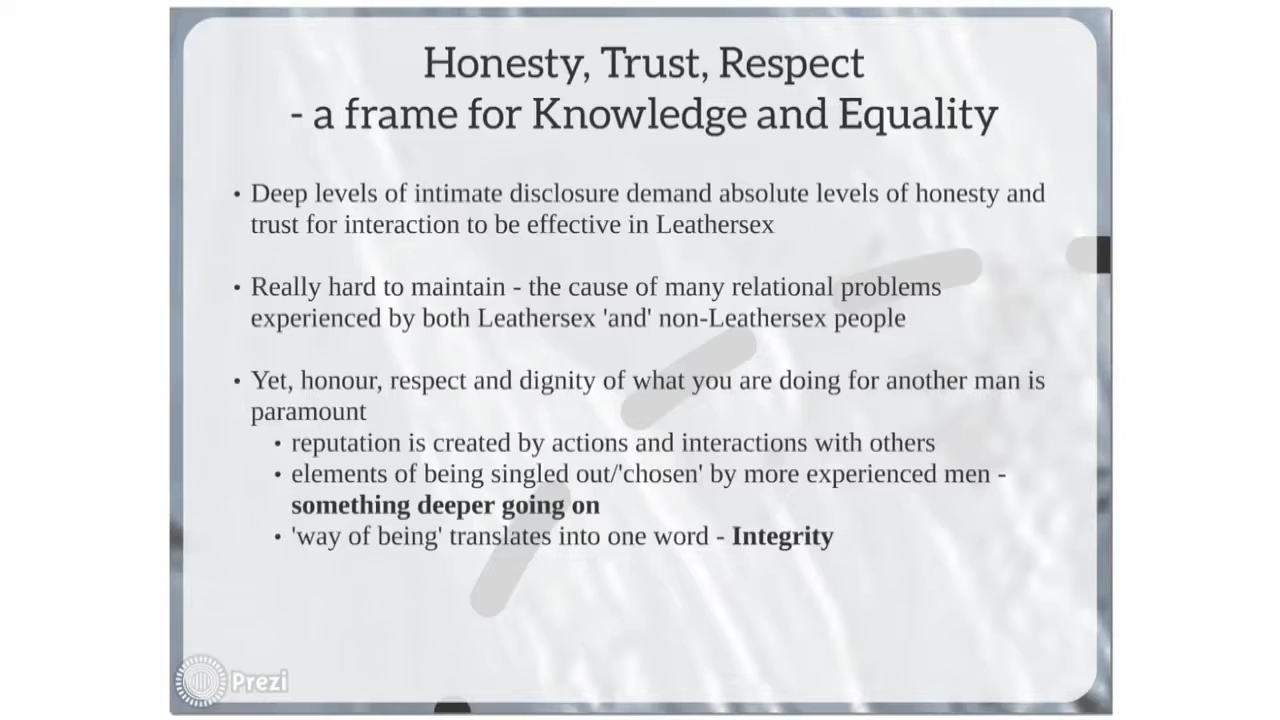 Honesty, Trust, Respect
- a frame for Knowledge and Equality
• Deep levels of intimate disclosure demand absolute levels of honesty and
trust for interaction to be effective in Leathersex
• Really hard to maintain - the cause of many relational problems
experienced by both Leathersex 'and' non-Leathersex people
• Yet, honour, respect and dignity of what you are doing for another man is
paramount
• reputation is created by actions and interactions with others
• elements of being singled out/'chosen' by more experienced men -
something deeper going on
• 'way of being' translates into one word - Integrity
Prezi